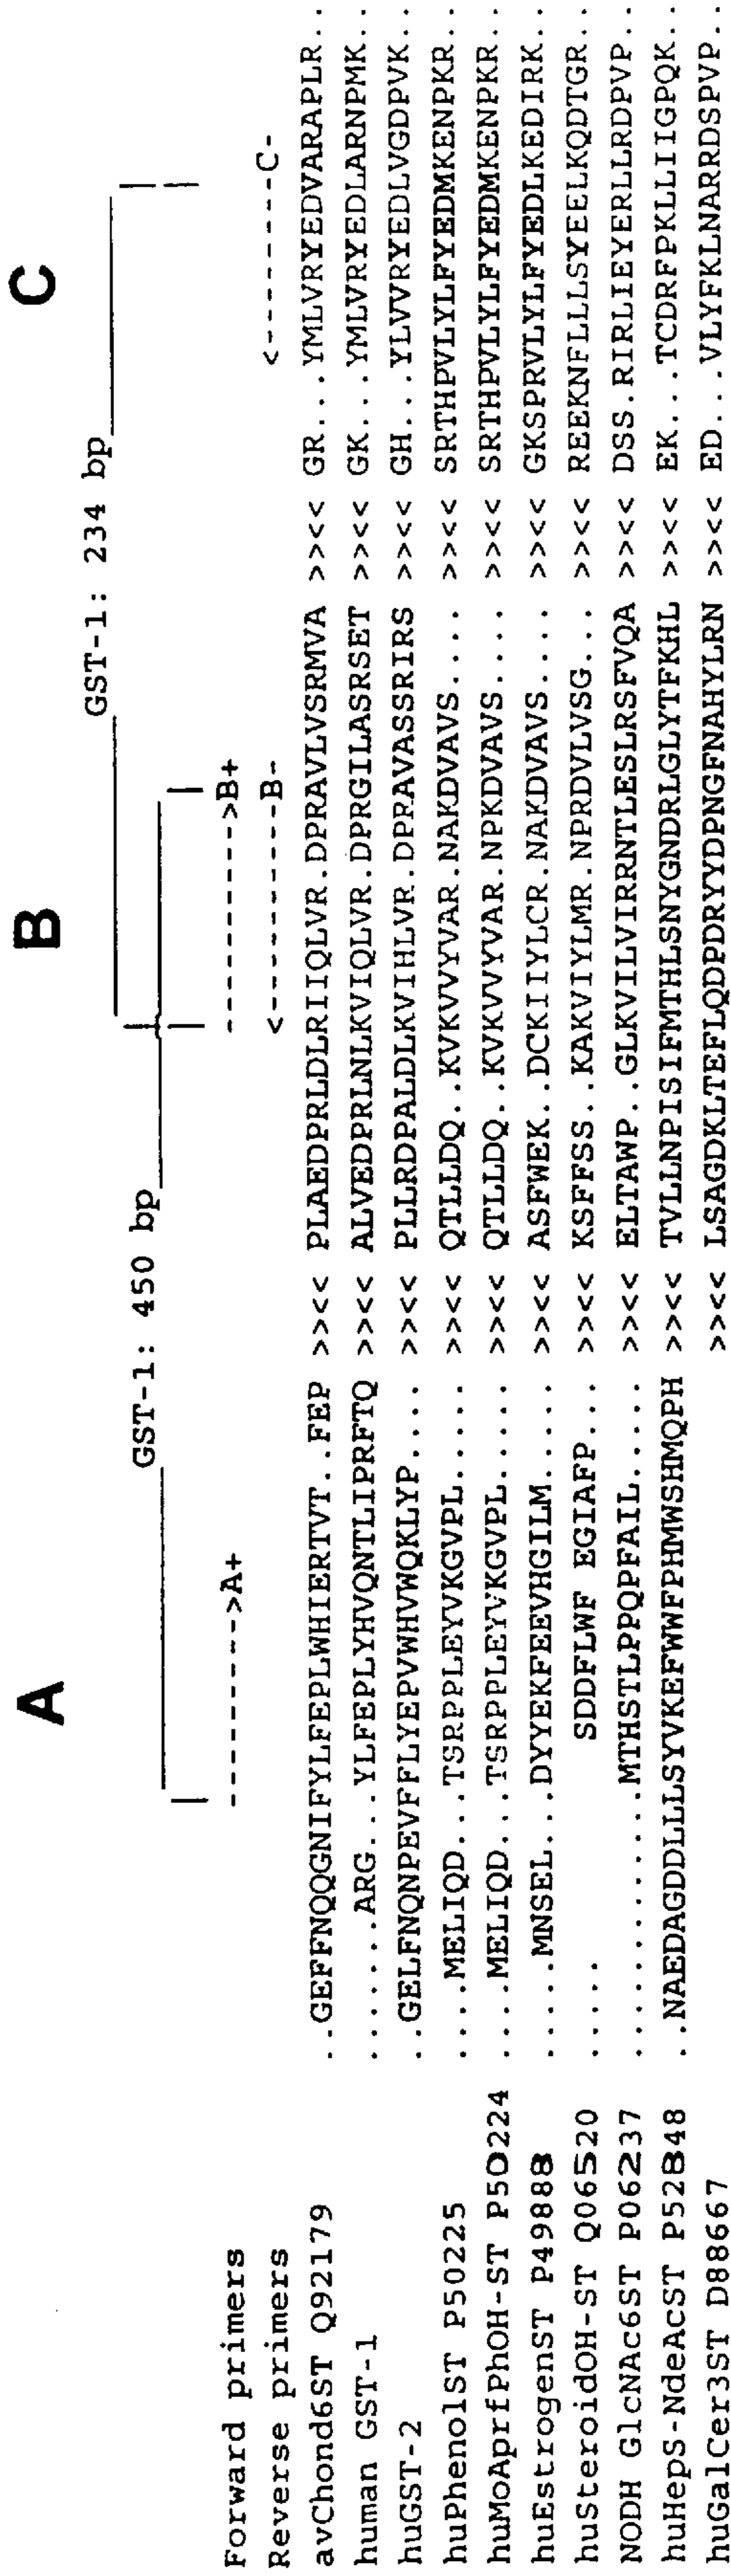 A B C
GST-1: 234 bp
GST-1: 450 bp
Forward primers --------->A+ ----------->B+
Reverse primers <----------B- <--------C-
avChond6ST Q92179 ..GEFFNQQGNIFYLFEPLWHIERTVT..FEP >><< PLAEDPRLDLRIIQLVR.DPRAVLVSRMVA >><< GR...YMLVRYEDVARAPLR..
human GST-1 .......ARG...YLFEPLYHVQNTLIPRFTQ >><< ALVEDPRLNLKVIQLVR.DPRGILASRSET >><< GK...YMLVRYEDLARNPMK..
huGST-2 ..GELFNQNPEVFFLYEPVWHVWQKLYP.... >><< PLLRDPALDLKVIHLVR.DPRAVASSRIRS >><< GH...YLVVRYEDLVGDPVK..
huPhenolST P50225 ....MELIQD...TSRPPLEYVKGVPL..... >><< QTLLDQ..KVKVVYVAR.NAKDVAVS.... >><< SRTHPVLYLFYEDMKENPKR..
huMoAprfPhOH-ST P50224 ....MELIQD...TSRPPLEYVKGVPL..... >><< QTLLDQ..KVKVVYVAR.NPKDVAVS.... >><< SRTHPVLYLFYEDMKENPKR..
huEstrogenST P49888 .....MNSEL...DYYEKFEEVHGILM..... >><< ASFWEK..DCKIIYLCR.NAKDVAVS.... >><< GKSPRVLYLFYEDLKEDIRK..
huSteroidOH-ST Q06520 ..... SDDFLWF EGIAFP... >><< KSFFSS..KAKVIYLMR.NPRDVLVSG... >><< REEKNFLLLSYEELKQDTGR..
NODH GlcNAc6ST P06237 .............MTHSTLPPQPFAIL..... >><< ELTAWP..GLKVILVIRRNTLESLRSFVQA >><< DSS.RIRLIEYERLLRDPVP..
huHepS-NdeAcST P52848 ..NAEDAGDDLLLSYVKEFWWFPHMWSHMQPH >><< TVLLNPISIFMTHLSNYGNDRLGLYTFKHL >><< EK...TCDRFPKLLIIGPQK..
huGalCer3ST D88667 >><< LSAGDKLTEFLQDPDRYYDPNGFNAHYLRN >><< ED...VLYFKLNARRDSPVP..